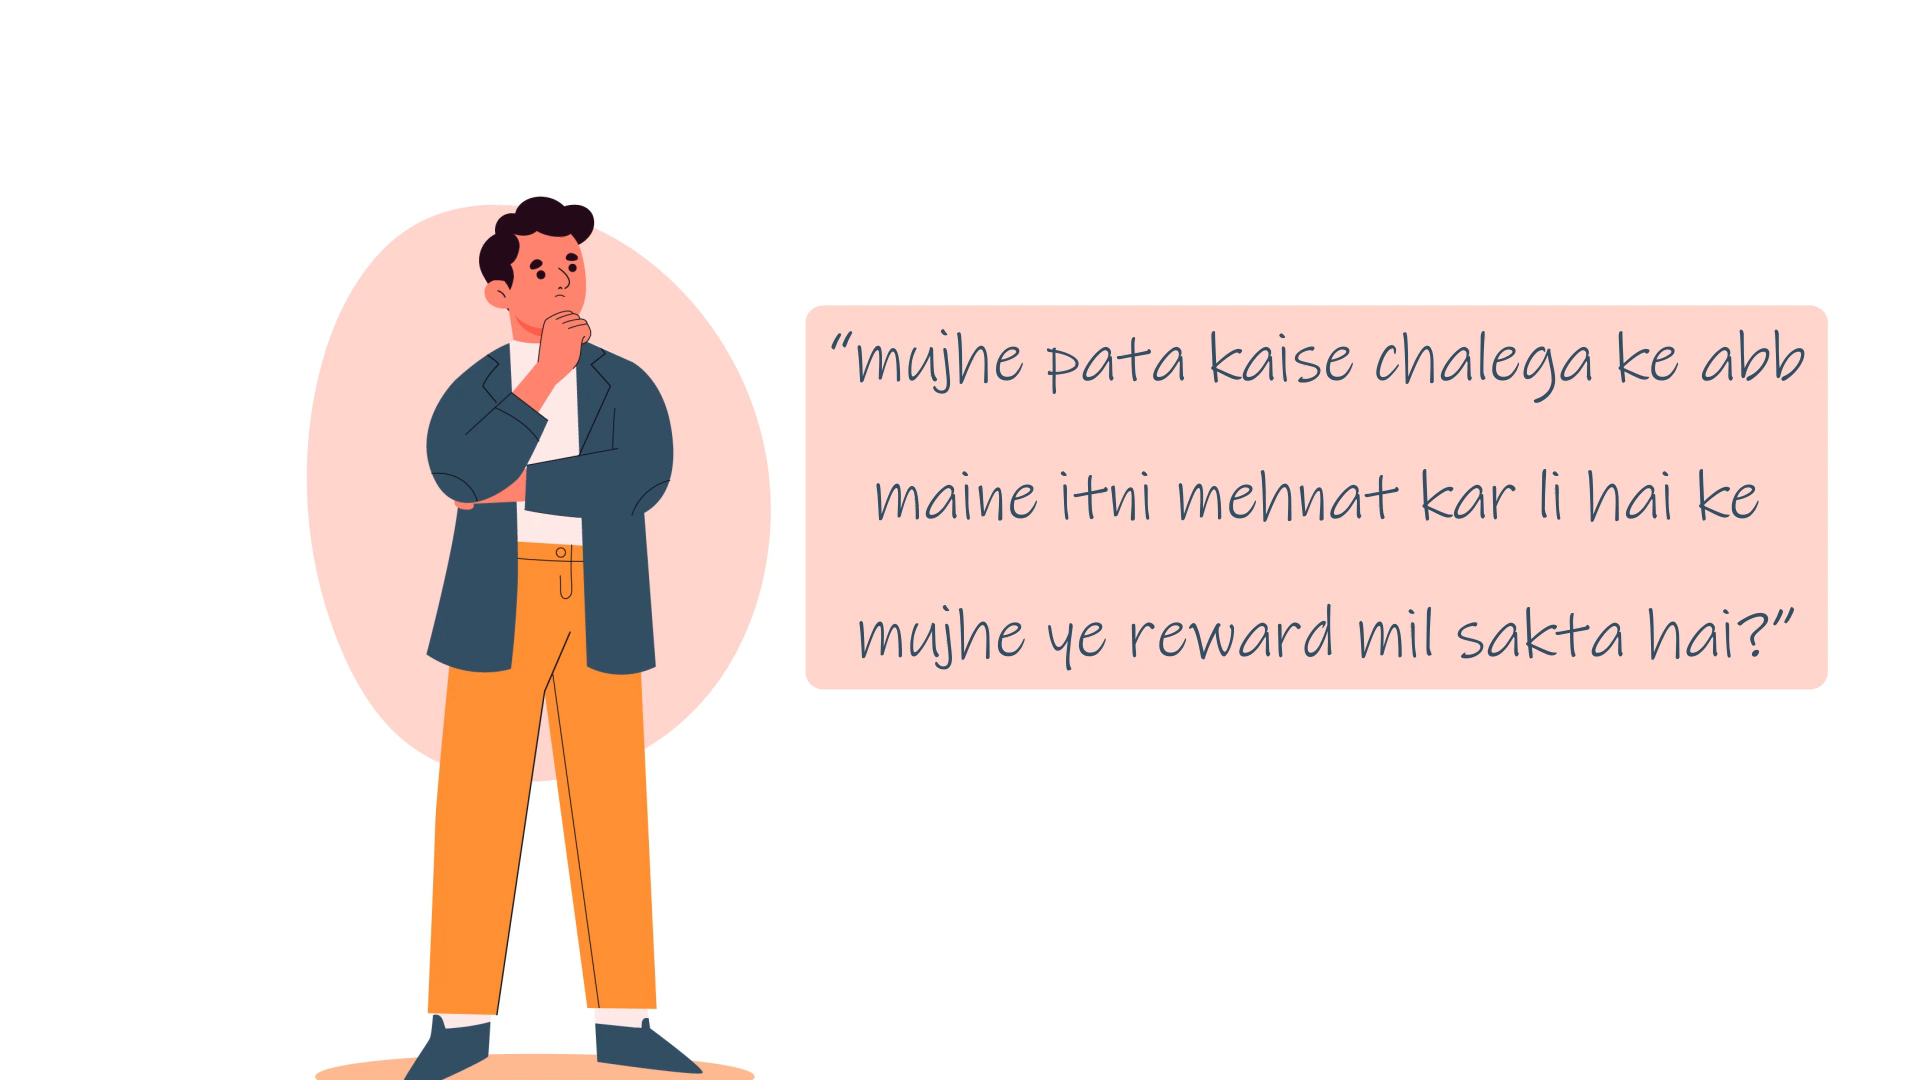 “mujhe pata kaise chalega ke abb
maine itni mehnat kar li hai ke
mujhe ye reward mil sakta hai?”